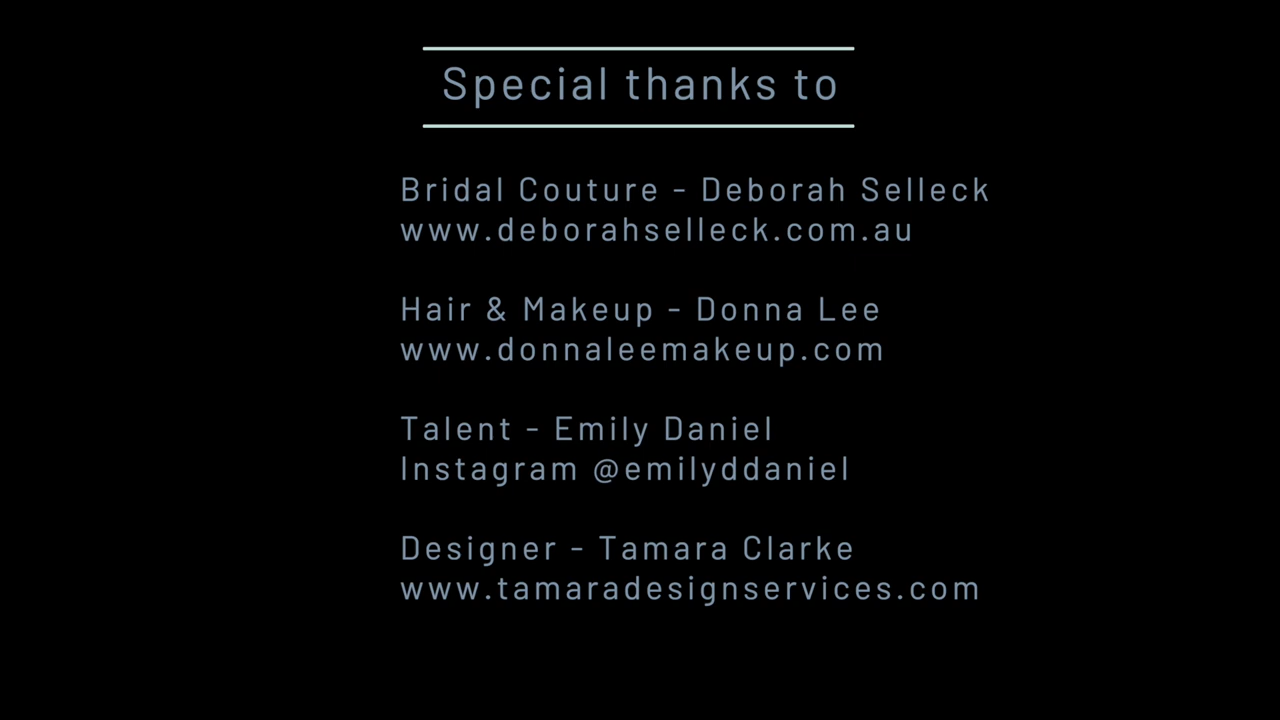 Special thanks to
Bridal Couture - Deborah Selleck
www.deborahselleck.com.au
Hair & Makeup - Donna Lee
www.donnaleemakeup.com
Talent - Emily Daniel
Instagram @emilyddaniel
Designer - Tamara Clarke
www.tamaradesignservices.com